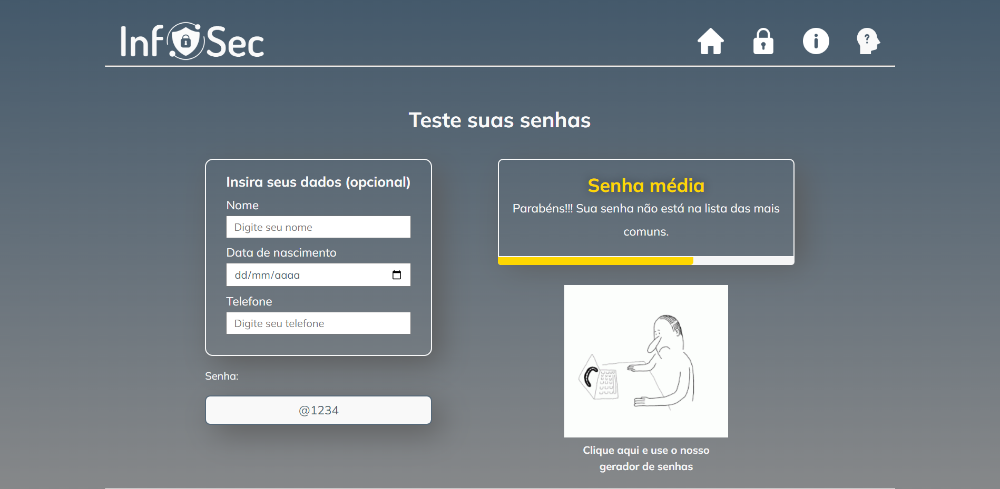 InfoSec
Teste suas senhas
Insira seus dados (opcional)
Nome
Digite seu nome
Data de nascimento
dd/mm/aaaa
Telefone
Digite seu telefone
Senha:
@1234
Senha média
Parabéns!!! Sua senha não está na lista das mais
comuns.
Clique aqui e use o nosso
gerador de senhas